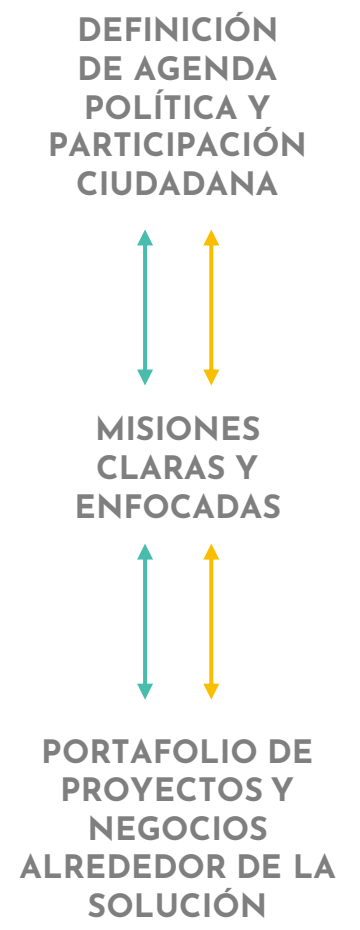 DEFINICIÓN
DE AGENDA
POLÍTICA Y
PARTICIPACIÓN
CIUDADANA
MISIONES
CLARAS Y
ENFOCADAS
PORTAFOLIO DE
PROYECTOS Y
NEGOCIOS
ALREDEDOR DE LA
SOLUCIÓN